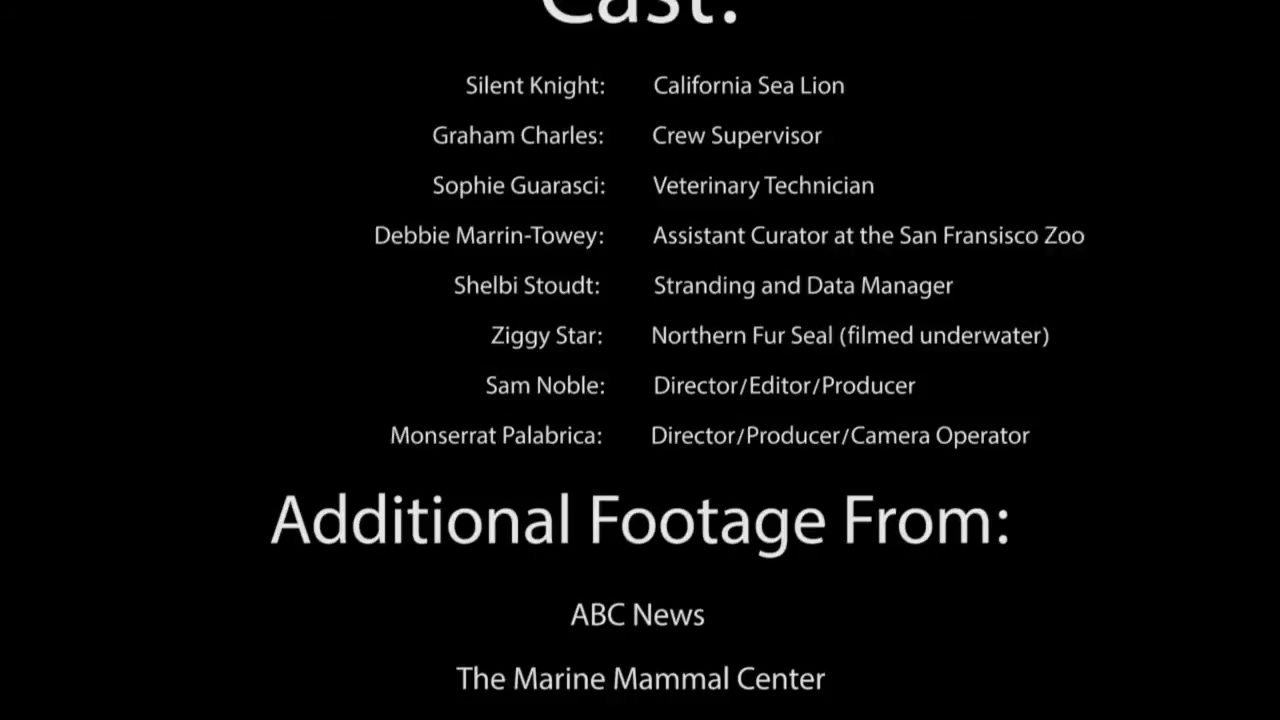 Cast:
Silent Knight: California Sea Lion
Graham Charles: Crew Supervisor
Sophie Guarasci: Veterinary Technician
Debbie Marrin-Towey: Assistant Curator at the San Fransisco Zoo
Shelbi Stoudt: Stranding and Data Manager
Ziggy Star: Northern Fur Seal (filmed underwater)
Sam Noble: Director/Editor/Producer
Monserrat Palabrica: Director/Producer/Camera Operator
Additional Footage From:
ABC News
The Marine Mammal Center